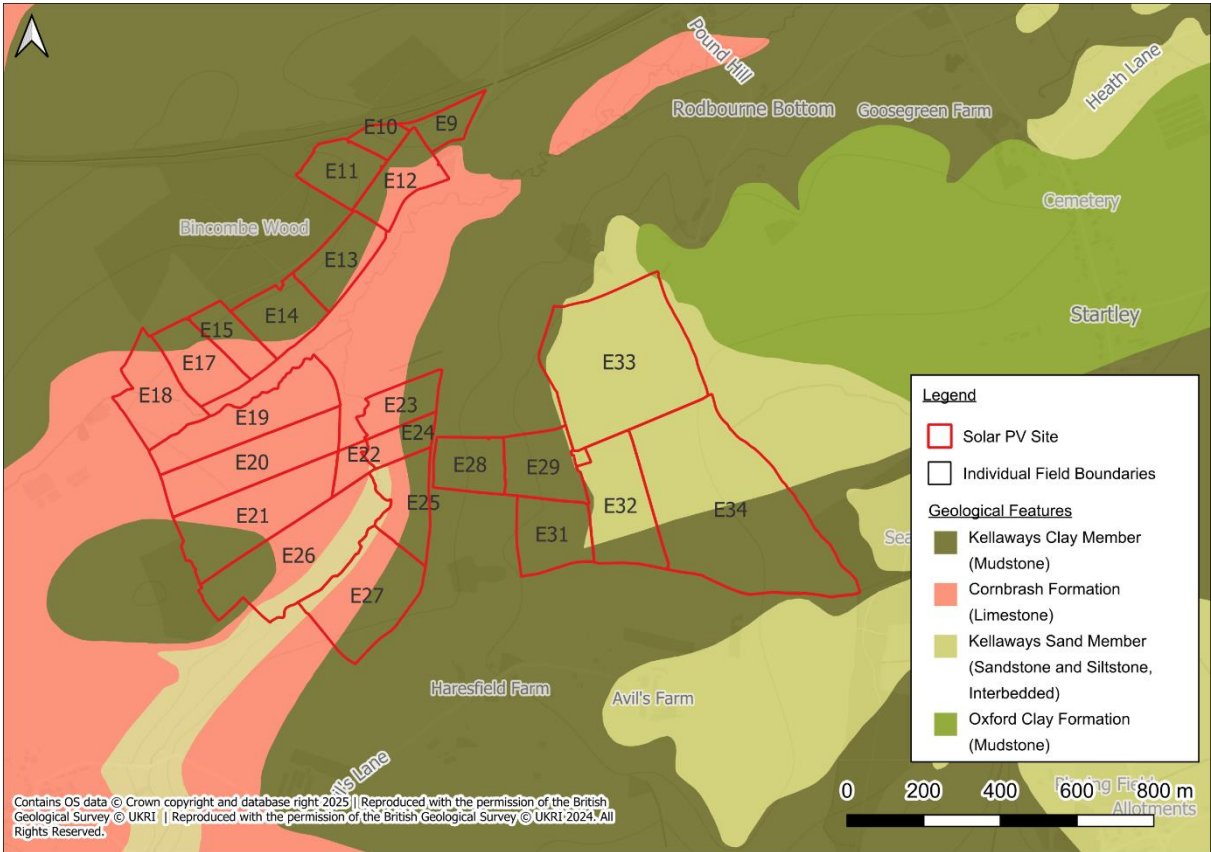 Pound Hill
Heath Lane
Rodbourne Bottom
Goosegreen Farm
E9
E10
E11
E12
Cemetery
Bincombe Wood
E13
E14
E15
Startley
E17
E33
E18
E23
E19
E24
E22
E20
E28
E29
E25
E21
E32
E34
E31
E26
E27
Haresfield Farm
Avil's Farm
Legend
Solar PV Site
Individual Field Boundaries
Geological Features
Kellaways Clay Member
(Mudstone)
Cornbrash Formation
(Limestone)
Kellaways Sand Member
(Sandstone and Siltstone,
Interbedded)
Oxford Clay Formation
(Mudstone)
Lane
Allotments
0 200 400 600 800 m
Contains OS data © Crown copyright and database right 2025 | Reproduced with the permission of the British
Geological Survey © UKRI | Reproduced with the permission of the British Geological Survey © UKRI 2024. All
Rights Reserved.